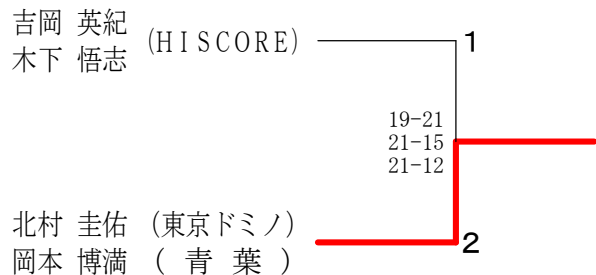 吉岡 英紀
木下 悟志
(HISCORE)
1
19-21
21-15
21-12
北村 圭佑 (東京ドミノ)
岡本 博満 ( 青 葉 )
2